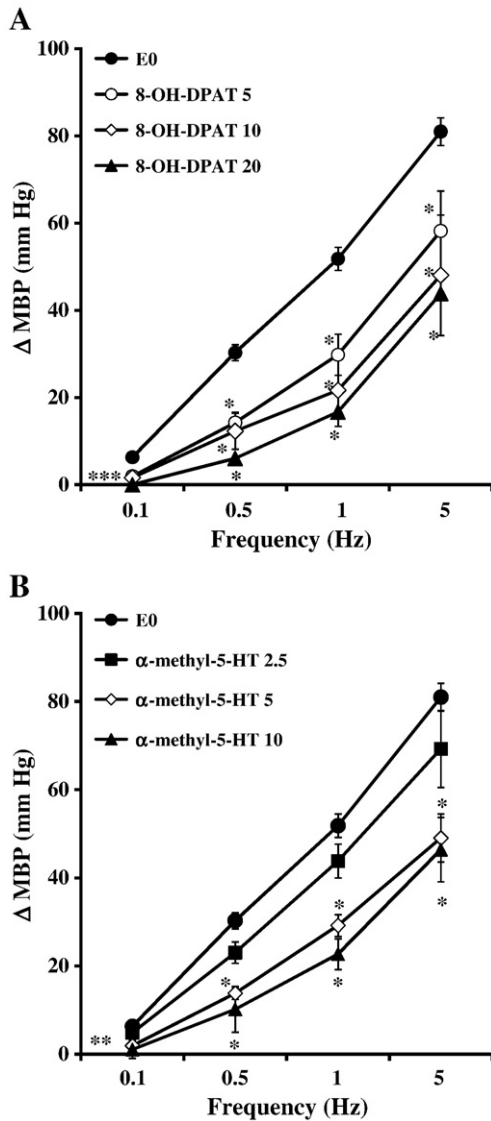 A
100
E0
8-OH-DPAT 5
80
8-OH-DPAT 10
8-OH-DPAT 20
Δ MBP (mm Hg)
60
*
*
40
*
*
*
20
*
*
*
*
***
0
0.1 0.5 1 5
Frequency (Hz)
B
100
E0
α-methyl-5-HT 2.5
80
α-methyl-5-HT 5
α-methyl-5-HT 10
Δ MBP (mm Hg)
60
*
40
*
*
20
*
*
*
**
0
0.1 0.5 1 5
Frequency (Hz)